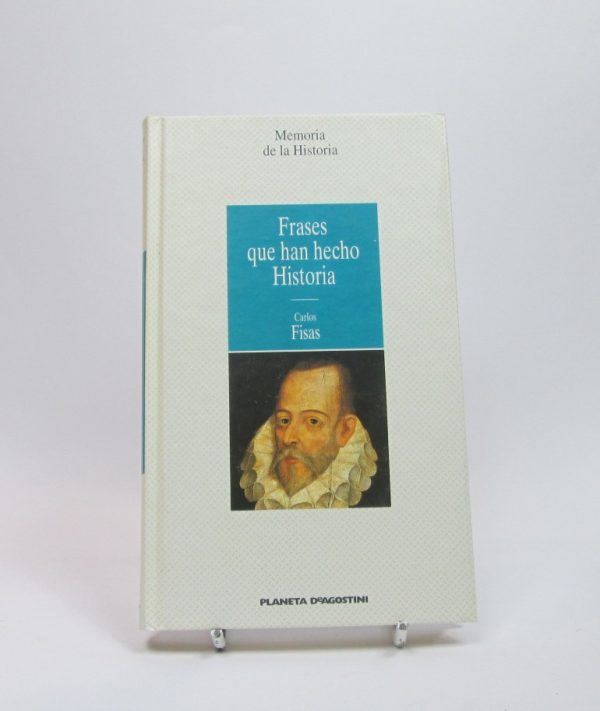 Memoria
de la Historia
Frases
que han hecho
Historia
Carlos
Fisas
PLANETA DeAGOSTINI